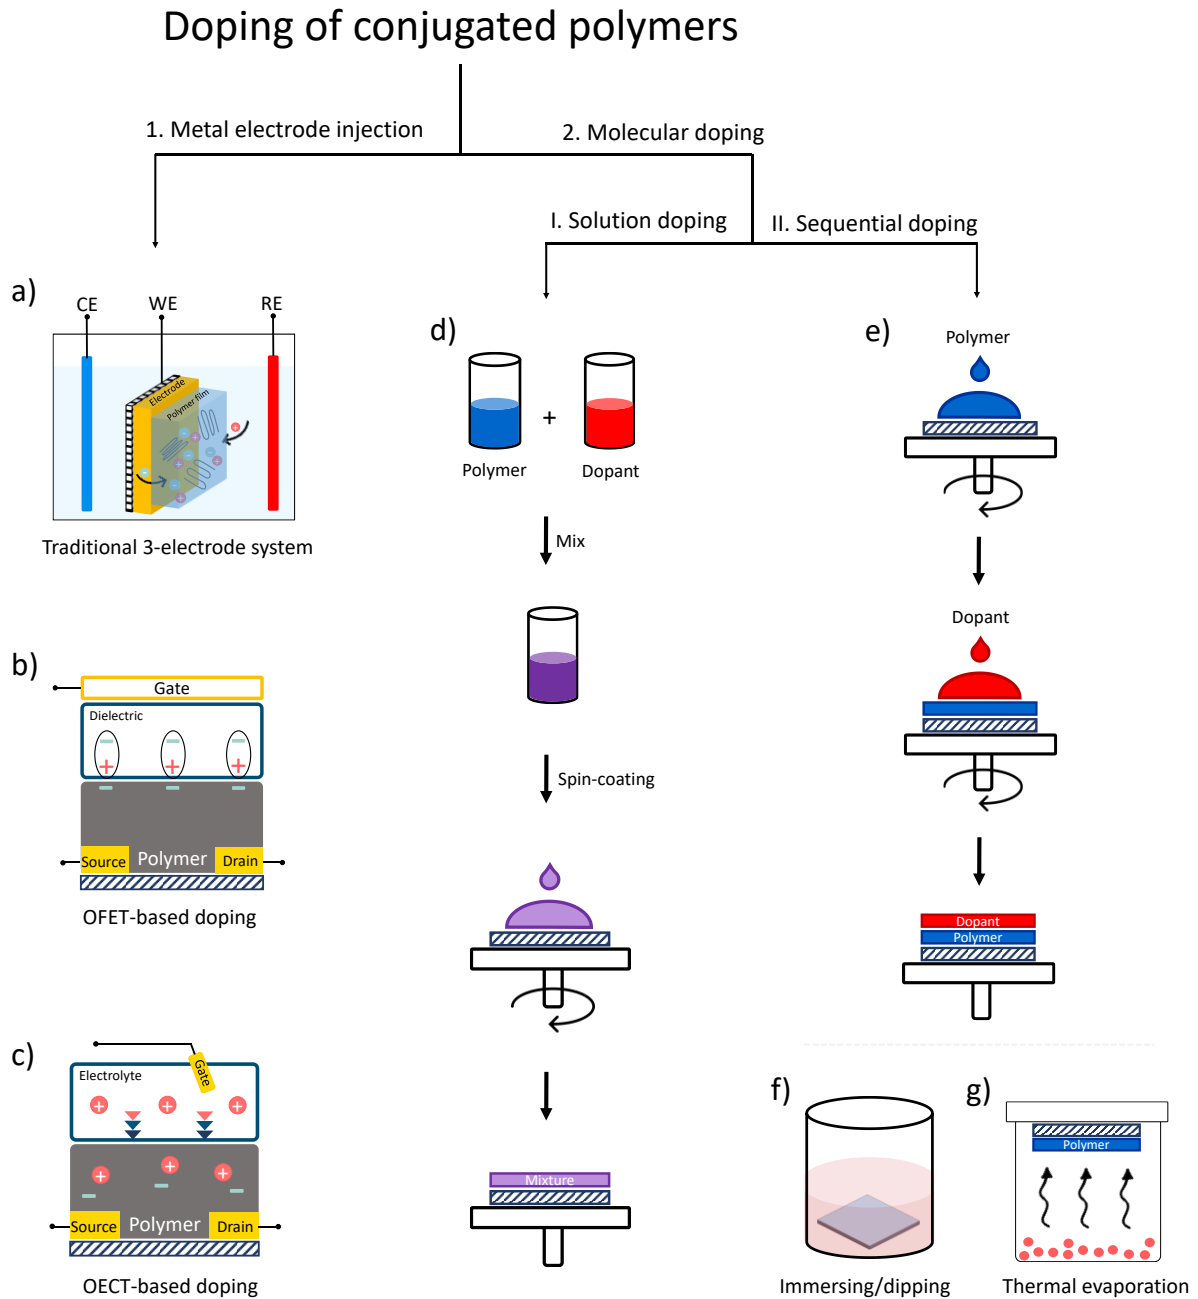 Doping of conjugated polymers
1. Metal electrode injection
2. Molecular doping
I. Solution doping
II. Sequential doping
a)
CE
WE
RE
Electrode
Polymer film
Traditional 3-electrode system
b)
Gate
Dielectric
Source
Polymer
Drain
OFET-based doping
c)
Gate
Electrolyte
Source
Polymer
Drain
OECT-based doping
d)
+
Polymer
Dopant
Mix
Spin-coating
Mixture
e)
Polymer
Dopant
Dopant
Polymer
f)
Immersing/dipping
g)
Polymer
Thermal evaporation